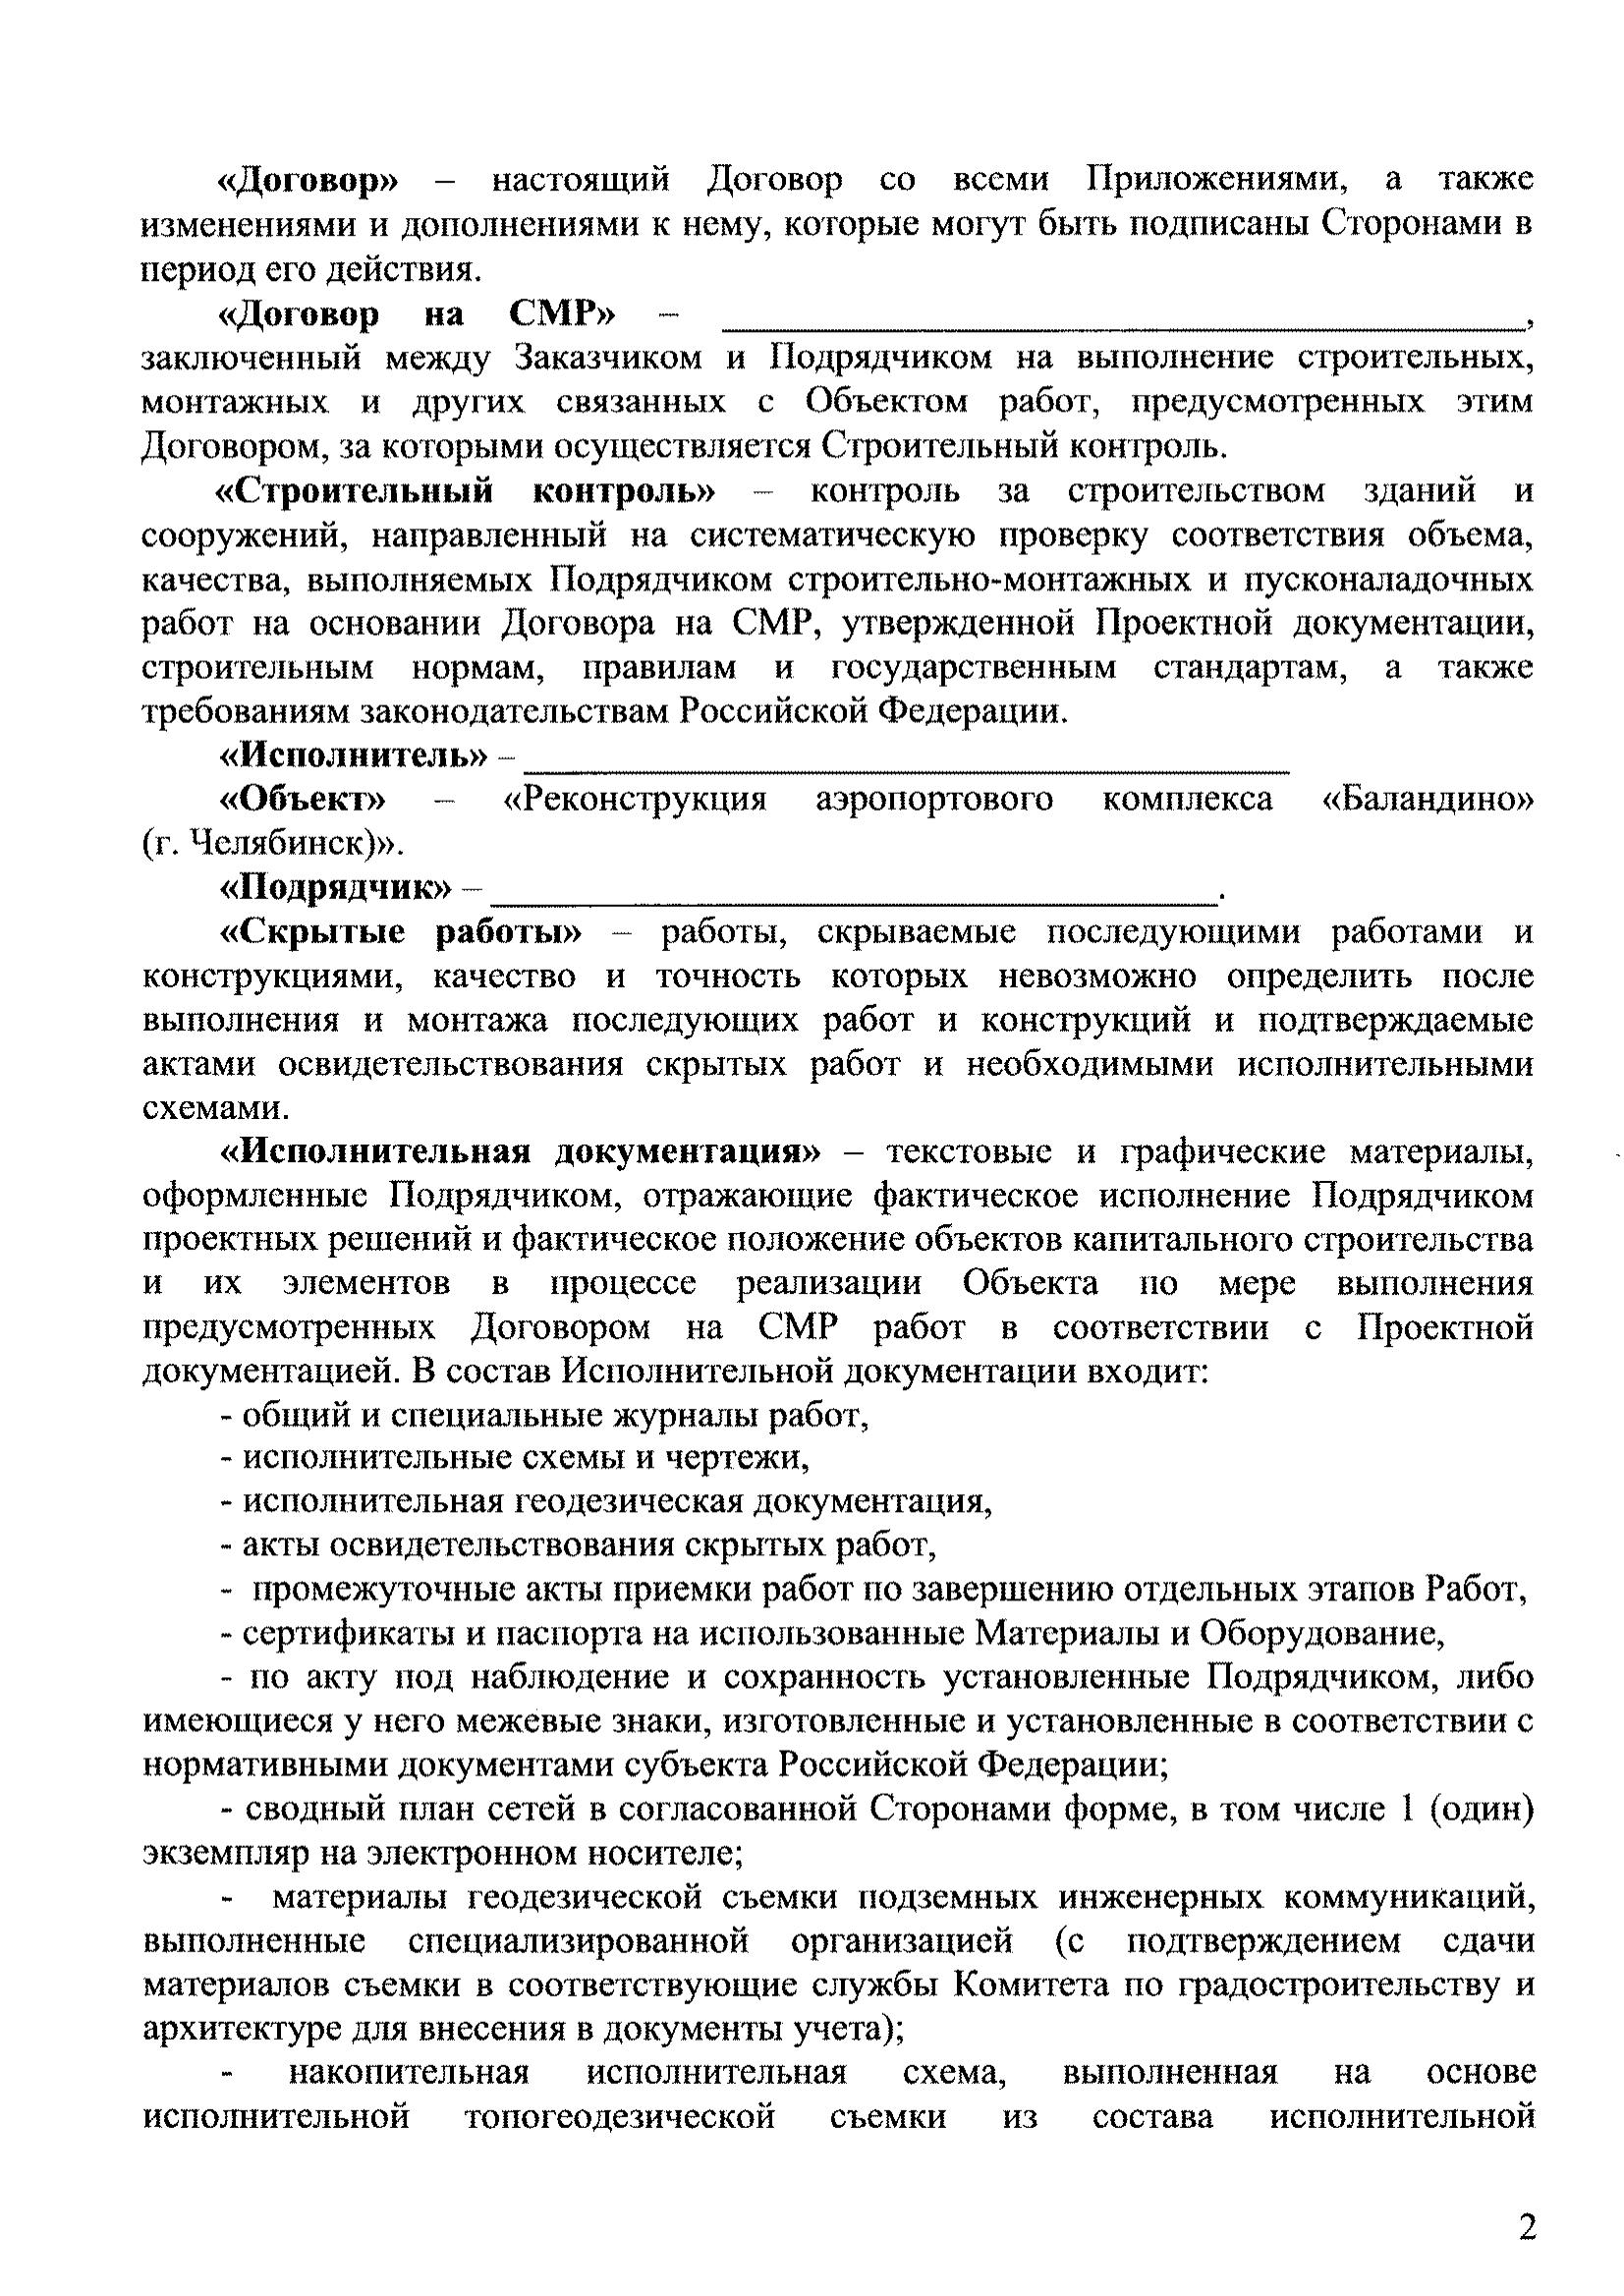 «Договор» – настоящий Договор со всеми Приложениями, а также
изменениями и дополнениями к нему, которые могут быть подписаны Сторонами в
период его действия.
«Договор на СМР» – ____________________,
заключенный между Заказчиком и Подрядчиком на выполнение строительных,
монтажных и других связанных с Объектом работ, предусмотренных этим
Договором, за которыми осуществляется Строительный контроль.
«Строительный контроль» – контроль за строительством зданий и
сооружений, направленный на систематическую проверку соответствия объема,
качества, выполняемых Подрядчиком строительно-монтажных и пусконаладочных
работ на основании Договора на СМР, утвержденной Проектной документации,
строительным нормам, правилам и государственным стандартам, а также
требованиям законодательствам Российской Федерации.
«Исполнитель» – ____________________
«Объект» – «Реконструкция аэропортового комплекса «Баландино»
(г. Челябинск)».
«Подрядчик» – ____________________.
«Скрытые работы» – работы, скрываемые последующими работами и
конструкциями, качество и точность которых невозможно определить после
выполнения и монтажа последующих работ и конструкций и подтверждаемые
актами освидетельствования скрытых работ и необходимыми исполнительными
схемами.
«Исполнительная документация» – текстовые и графические материалы,
оформленные Подрядчиком, отражающие фактическое исполнение Подрядчиком
проектных решений и фактическое положение объектов капитального строительства
и их элементов в процессе реализации Объекта по мере выполнения
предусмотренных Договором на СМР работ в соответствии с Проектной
документацией. В состав Исполнительной документации входит:
- общий и специальные журналы работ,
- исполнительные схемы и чертежи,
- исполнительная геодезическая документация,
- акты освидетельствования скрытых работ,
- промежуточные акты приемки работ по завершению отдельных этапов Работ,
- сертификаты и паспорта на использованные Материалы и Оборудование,
- по акту под наблюдение и сохранность установленные Подрядчиком, либо
имеющиеся у него межевые знаки, изготовленные и установленные в соответствии с
нормативными документами субъекта Российской Федерации;
- сводный план сетей в согласованной Сторонами форме, в том числе 1 (один)
экземпляр на электронном носителе;
- материалы геодезической съемки подземных инженерных коммуникаций,
выполненные специализированной организацией (с подтверждением сдачи
материалов съемки в соответствующие службы Комитета по градостроительству и
архитектуре для внесения в документы учета);
- накопительная исполнительная схема, выполненная на основе
исполнительной топогеодезической съемки из состава исполнительной
2